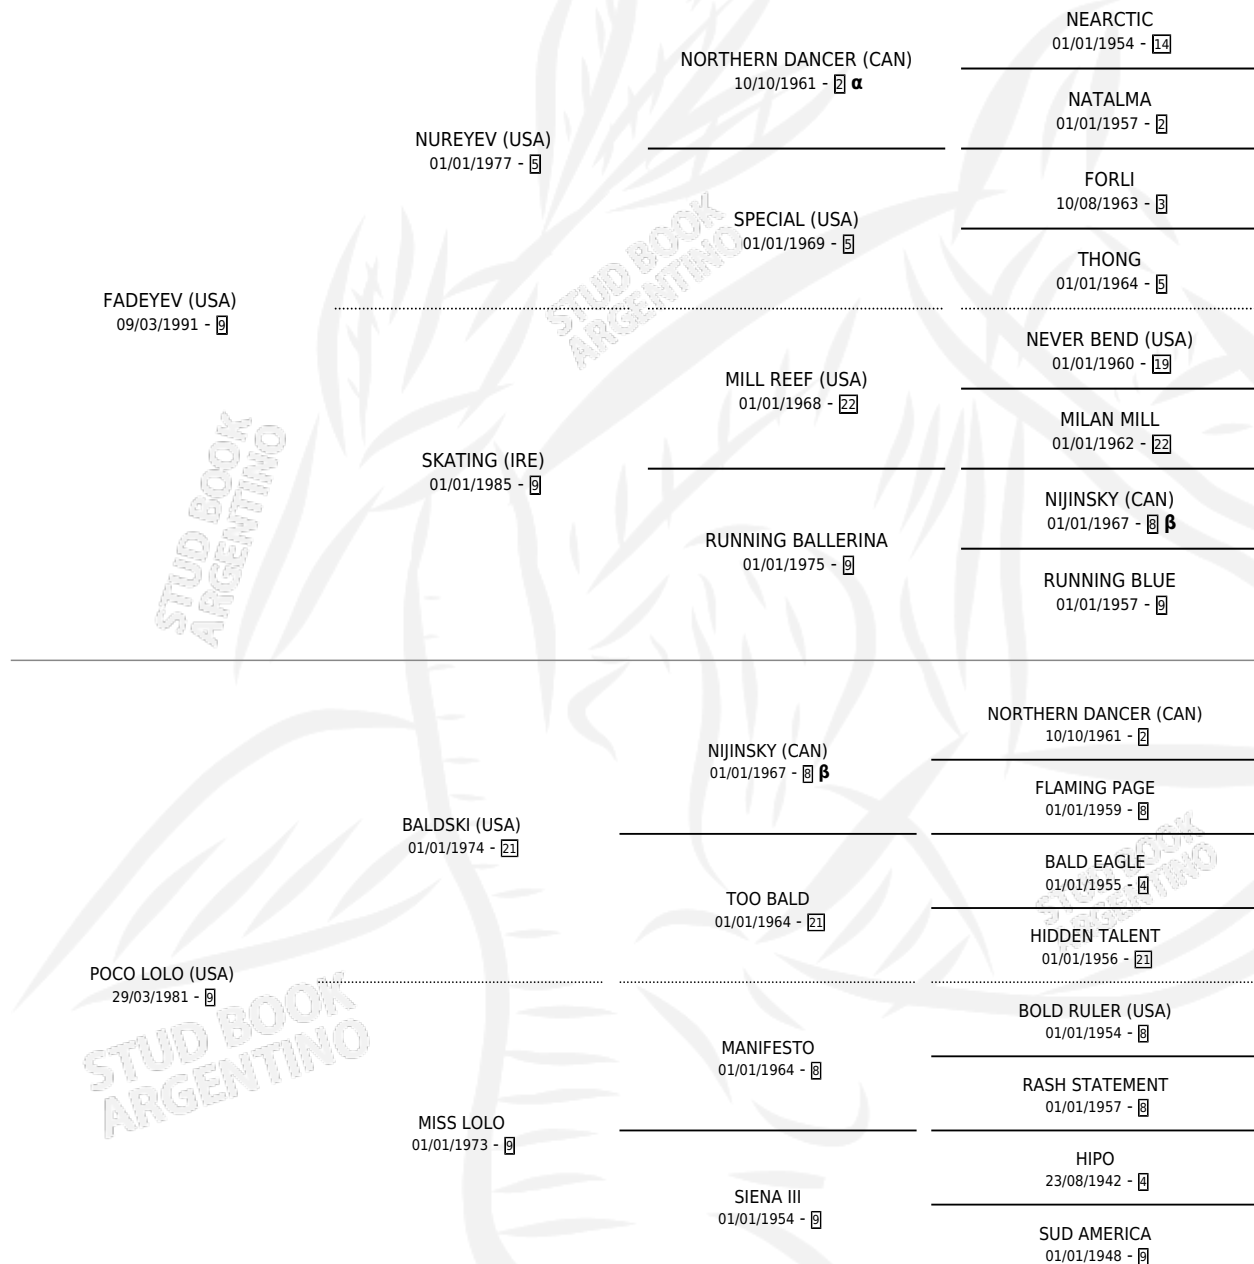 NEARCTIC
01/01/1954 - 14
NORTHERN DANCER (CAN)
10/10/1961 - 2 α
NATALMA
01/01/1957 - 2
NUREYEV (USA)
01/01/1977 - 5
FORLI
10/08/1963 - 3
SPECIAL (USA)
01/01/1969 - 5
THONG
01/01/1964 - 5
FADEYEV (USA)
09/03/1991 - 9
NEVER BEND (USA)
01/01/1960 - 19
MILL REEF (USA)
01/01/1968 - 22
MILAN MILL
01/01/1962 - 22
SKATING (IRE)
01/01/1985 - 9
NIJINSKY (CAN)
01/01/1967 - 8 β
RUNNING BALLERINA
01/01/1975 - 9
RUNNING BLUE
01/01/1957 - 9
NORTHERN DANCER (CAN)
10/10/1961 - 2
NIJINSKY (CAN)
01/01/1967 - 8 β
FLAMING PAGE
01/01/1959 - 8
BALDSKI (USA)
01/01/1974 - 21
BALD EAGLE
01/01/1955 - 4
TOO BALD
01/01/1964 - 21
HIDDEN TALENT
01/01/1956 - 21
POCO LOLO (USA)
29/03/1981 - 9
BOLD RULER (USA)
01/01/1954 - 8
MANIFESTO
01/01/1964 - 8
RASH STATEMENT
01/01/1957 - 8
MISS LOLO
01/01/1973 - 9
HIPO
23/08/1942 - 4
SIENA III
01/01/1954 - 9
SUD AMERICA
01/01/1948 - 9
STUD BOOK
ARGENTINO
STUD BOOK
ARGENTINO
STUD BOOK
ARGENTINO
STUD BOOK
ARGENTINO